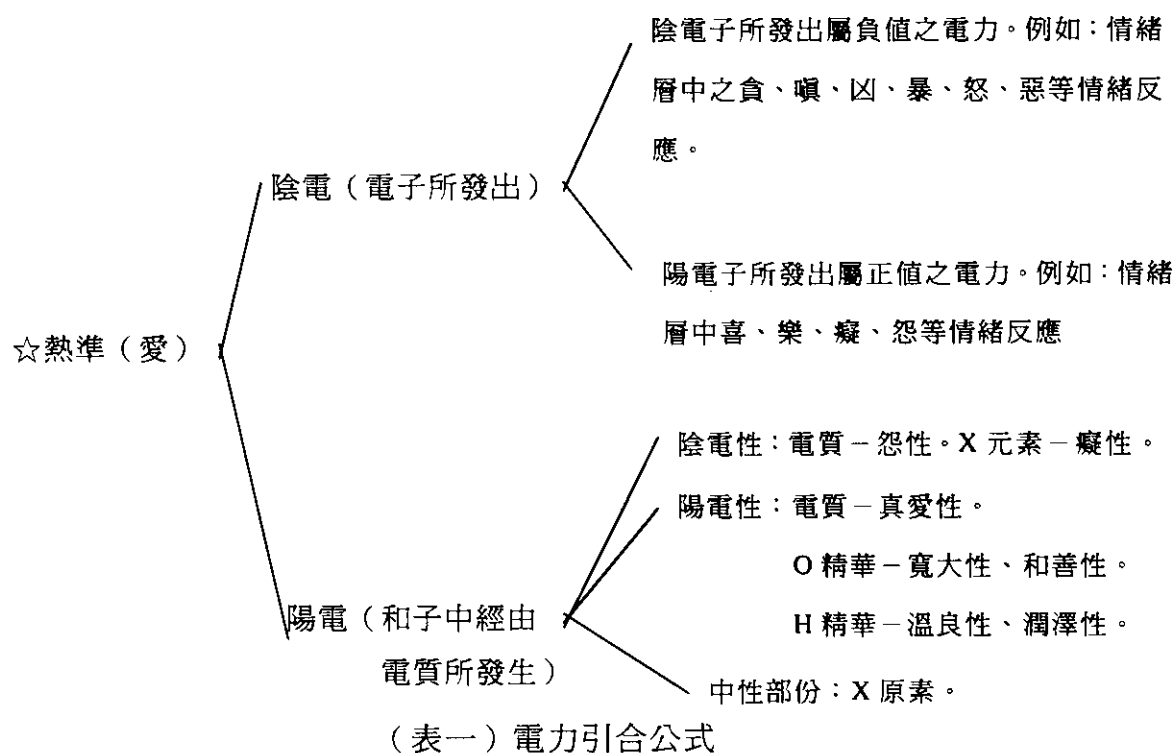 陰電子所發出屬負值之電力。例如：情緒
層中之貪、嗔、凶、暴、怒、惡等情緒反
應。
陰電（電子所發出）
陽電子所發出屬正值之電力。例如：情緒
層中喜、樂、癡、怨等情緒反應
☆熱準（愛）
陰電性：電質－怨性。X 元素－癡性。
陽電性：電質－真愛性。
O 精華－寬大性、和善性。
H 精華－溫良性、潤澤性。
陽電（和子中經由
電質所發生）
中性部份：X 原素。
（表一）電力引合公式